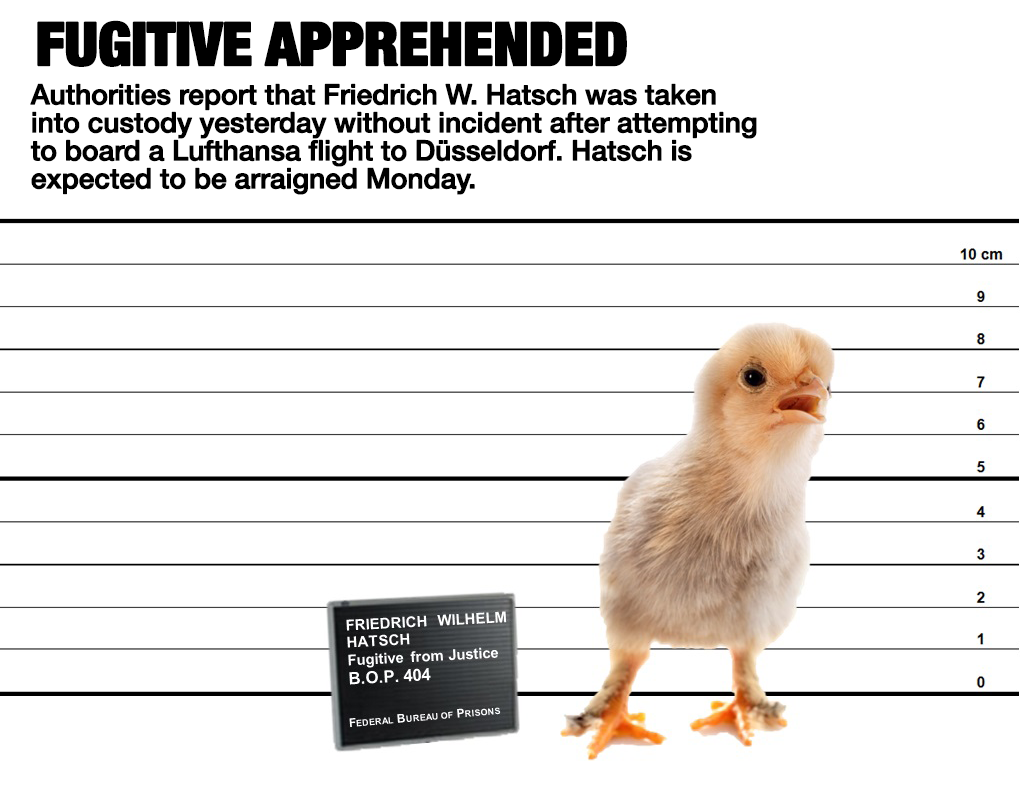 FUGITIVE APPREHENDED
Authorities report that Friedrich W. Hatsch was taken
into custody yesterday without incident after attempting
to board a Lufthansa flight to Düsseldorf. Hatsch is
expected to be arraigned Monday.
10 cm
9
8
7
6
5
4
3
2
1
0
FRIEDRICH WILHELM
HATSCH
Fugitive from Justice
B.O.P. 404
FEDERAL BUREAU OF PRISONS